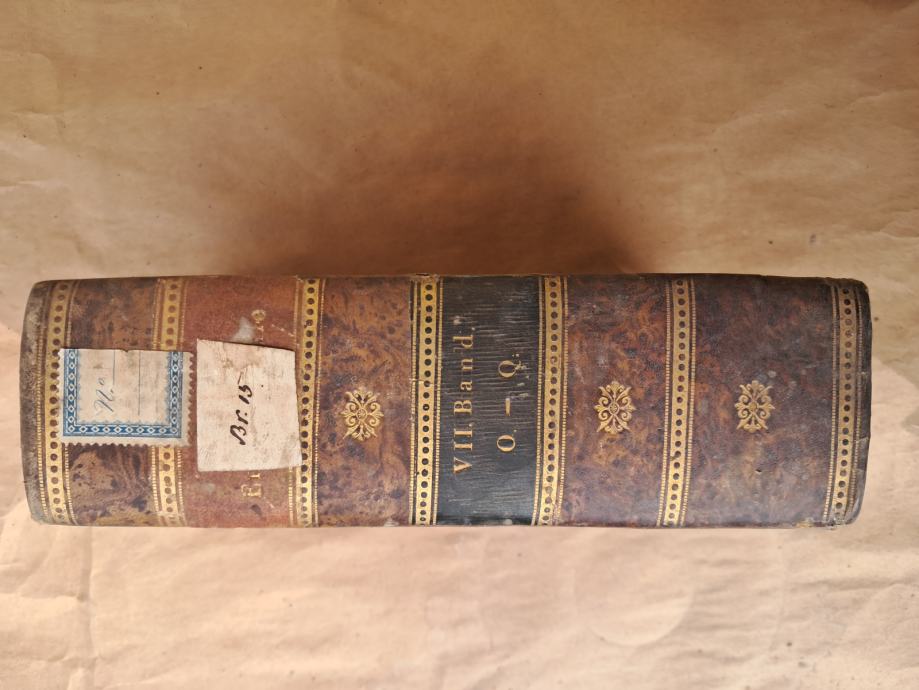 No
Br. 15
VII. Band.
O. – Q.